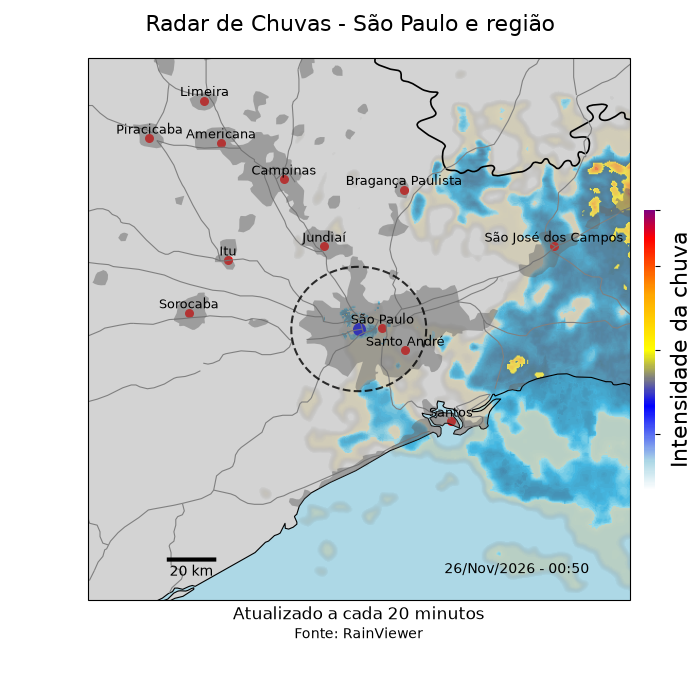 Radar de Chuvas - São Paulo e região
Limeira
Piracicaba
Americana
Campinas
Bragança Paulista
Jundiaí
São José dos Campos
Itu
Sorocaba
São Paulo
Santo André
Santos
Intensidade da chuva
20 km
26/Nov/2026 - 00:50
Atualizado a cada 20 minutos
Fonte: RainViewer